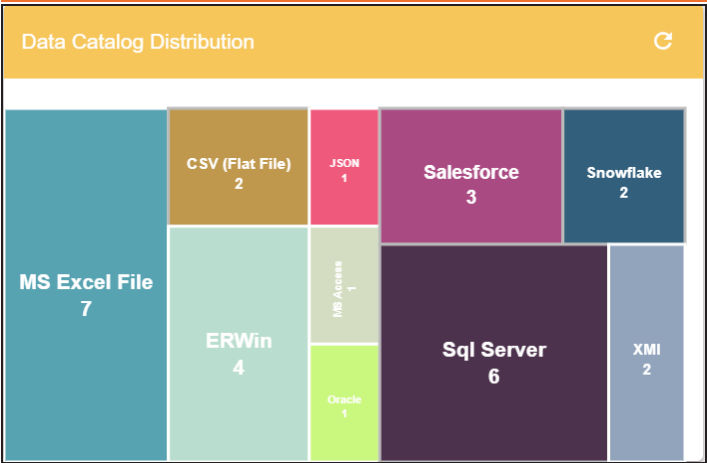 Data Catalog Distribution
MS Excel File
7
CSV (Flat File)
2
ERWin
4
JSON
1
MS Access
1
Oracle
1
Salesforce
3
Snowflake
2
Sql Server
6
XMI
2